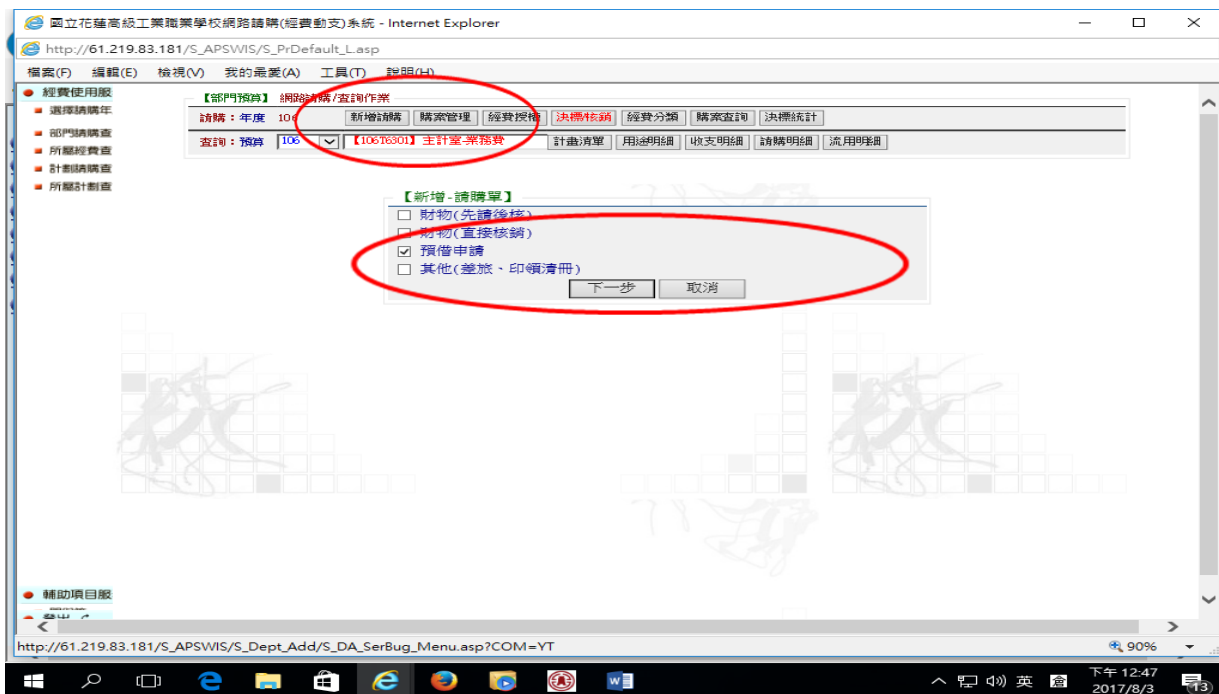 國立花蓮高級工業職業學校網路請購(經費動支)系統 - Internet Explorer
http://61.219.83.181/S_APSWIS/S_PrDefault_L.asp
檔案(F) 編輯(E) 檢視(V) 我的最愛(A) 工具(T) 說明(H)
經費使用服
選擇請購年
部門請購查
所屬經費查
計劃請購查
所屬計劃查
【部門預算】 網路請購/查詢作業
請購：年度 106 新增請購 購案管理 經費授權 決標/核銷 經費分類 購案查詢 決標統計
查詢：預算 106 【106T6301】主計室-業務費 計畫清單 用途明細 收支明細 請購明細 流用明細
【新增-請購單】
財物(先請後核)
財物(直接核銷)
預借申請
其他(差旅、印領清冊)
下一步 取消
輔助項目服
登出
http://61.219.83.181/S_APSWIS/S_Dept_Add/S_DA_SerBug_Menu.asp?COM=YT
90%
英
下午 12:47
2017/8/3
13